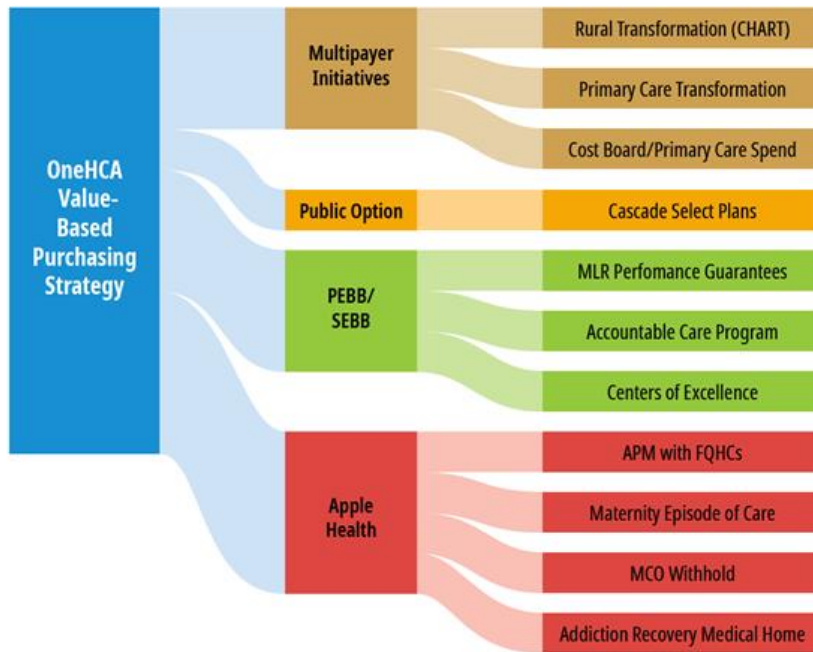 OneHCA
Value-
Based
Purchasing
Strategy
Multipayer
Initiatives
Rural Transformation (CHART)
Primary Care Transformation
Cost Board/Primary Care Spend
Public Option
Cascade Select Plans
PEBB/
SEBB
MLR Perfomance Guarantees
Accountable Care Program
Centers of Excellence
Apple
Health
APM with FQHCs
Maternity Episode of Care
MCO Withhold
Addiction Recovery Medical Home